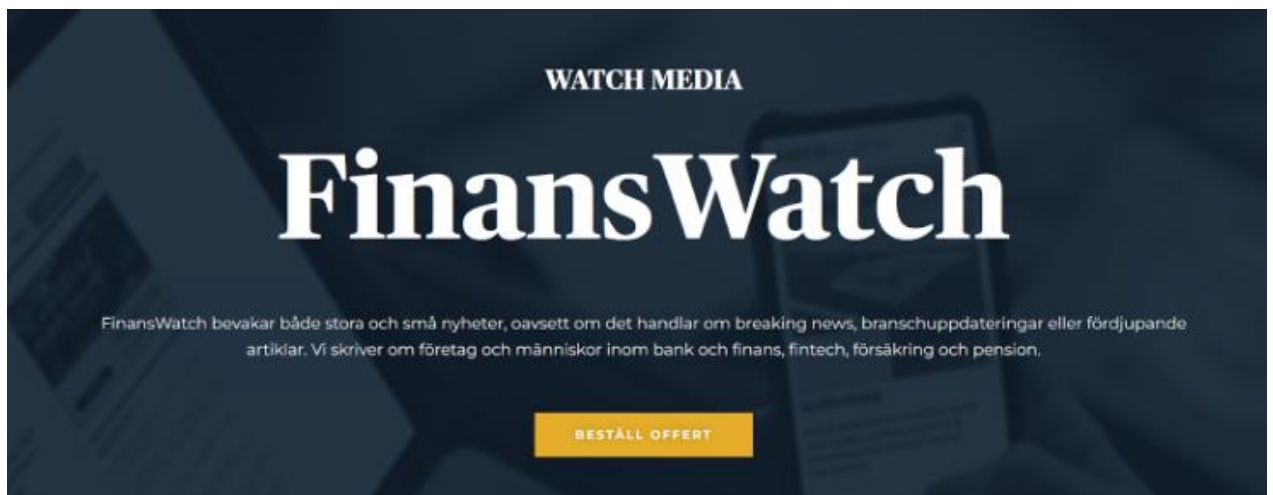 WATCH MEDIA
FinansWatch
FinansWatch bevakar både stora och små nyheter, oavsett om det handlar om breaking news, branschuppdateringar eller fördjupande
artiklar. Vi skriver om företag och människor inom bank och finans, fintech, försäkring och pension.
BESTÄLL OFFERT